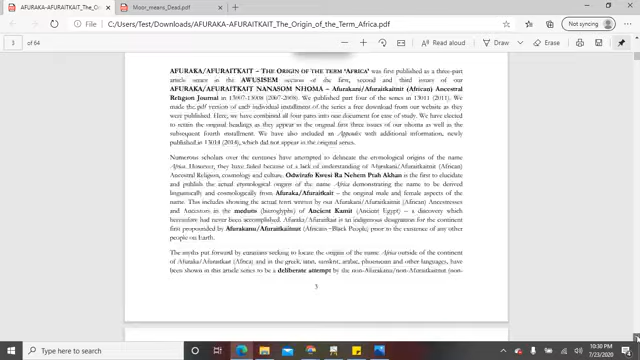 AFURAKA-AFURAITKAIT_The_Or
Moor_means_Dead.pdf
C:/Users/Test/Downloads/AFURAKA-AFURAITKAIT_The_Origin_of_the_Term_Africa.pdf
Not syncing
3 of 64
Page view
Read aloud
Add notes
Draw
Erase
AFURAKA/AFURAITKAIT – THE ORIGIN OF THE TERM 'AFRICA' was first published as a three-part
article series in the AWUSISEM section of the first, second and third issues of our
AFURAKANI/AFURAITKAITNIT NANASOM NHOMA – Afurakani/Afuraitkaitnit (African) Ancestral
Religion Journal in 13007-13008 (2007-2008). We published part four of the series in 13011 (2011). We
made the pdf version of each individual installment of the series a free download from our website as they
were published. Here, we have combined all four parts into one document for ease of study. We have
elected to retain the original headings as they appear in the original first three issues of our nhoma as well as the
subsequent fourth installment. We have also included an Appendix with additional information, newly
published in 13014 (2014), which did not appear in the original series.
Numerous scholars over the centuries have attempted to delineate the etymological origins of the name
Africa. However, they have failed because of a lack of understanding of Afurakani/Afuraitkaitnit (African)
Ancestral Religion, cosmology and culture. Odwirafo Kwesi Ra Nehem Ptah Akhan is the first to elucidate
and publish the actual etymological origins of the name Africa demonstrating the name to be derived
linguistically and cosmologically from Afuraka/Afuraitkait, the original male and female aspects of the
name. This includes showing the actual term written by our Afurakani/Afuraitkaitnit (African) Ancestresses
and Ancestors in the medutu (hieroglyphs) of Ancient Kamit (Ancient Egypt) – a discovery which
heretofore had never been accomplished. Afuraka/Afuraitkait is an indigenous designation for the continent
first propounded by Afurakanu/Afuraitkaitnut (Africans~Black People) prior to the existence of any other
people on Earth.
The myths put forward by eurasians seeking to locate the origins of the name Africa outside of the continent
of Afuraka/Afuraitkait (Africa) and in the greek, latin, sanskrit, arabic, phoenician and other languages, have
been shown in this article series to be a deliberate attempt by the non-Afurakanu/non-Afuraitkaitnut (non-
3
Type here to search
10:30 PM
7/23/2020